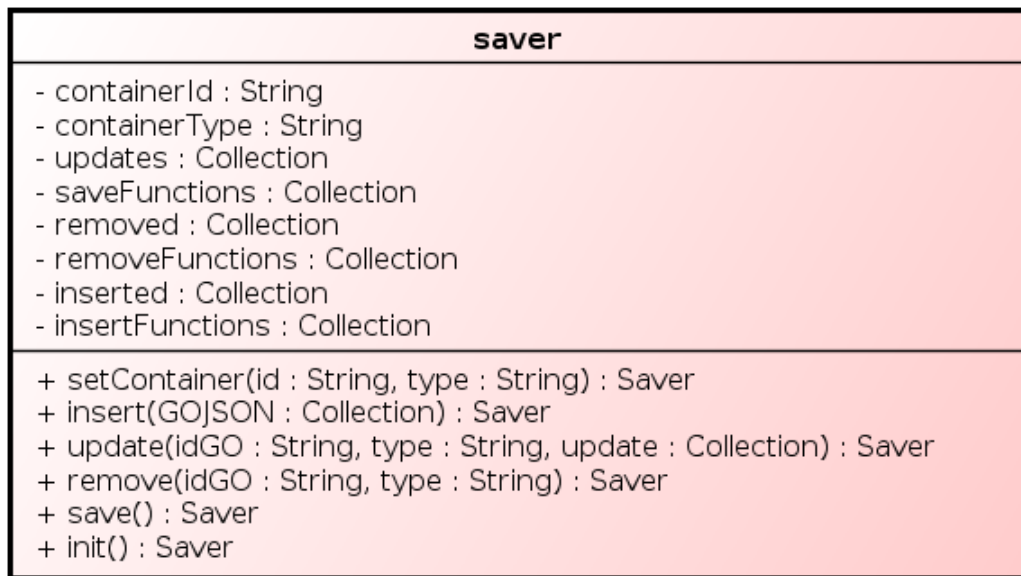 saver
- containerId : String
- containerType : String
- updates : Collection
- saveFunctions : Collection
- removed : Collection
- removeFunctions : Collection
- inserted : Collection
- insertFunctions : Collection
+ setContainer(id : String, type : String) : Saver
+ insert(GOJSON : Collection) : Saver
+ update(idGO : String, type : String, update : Collection) : Saver
+ remove(idGO : String, type : String) : Saver
+ save() : Saver
+ init() : Saver